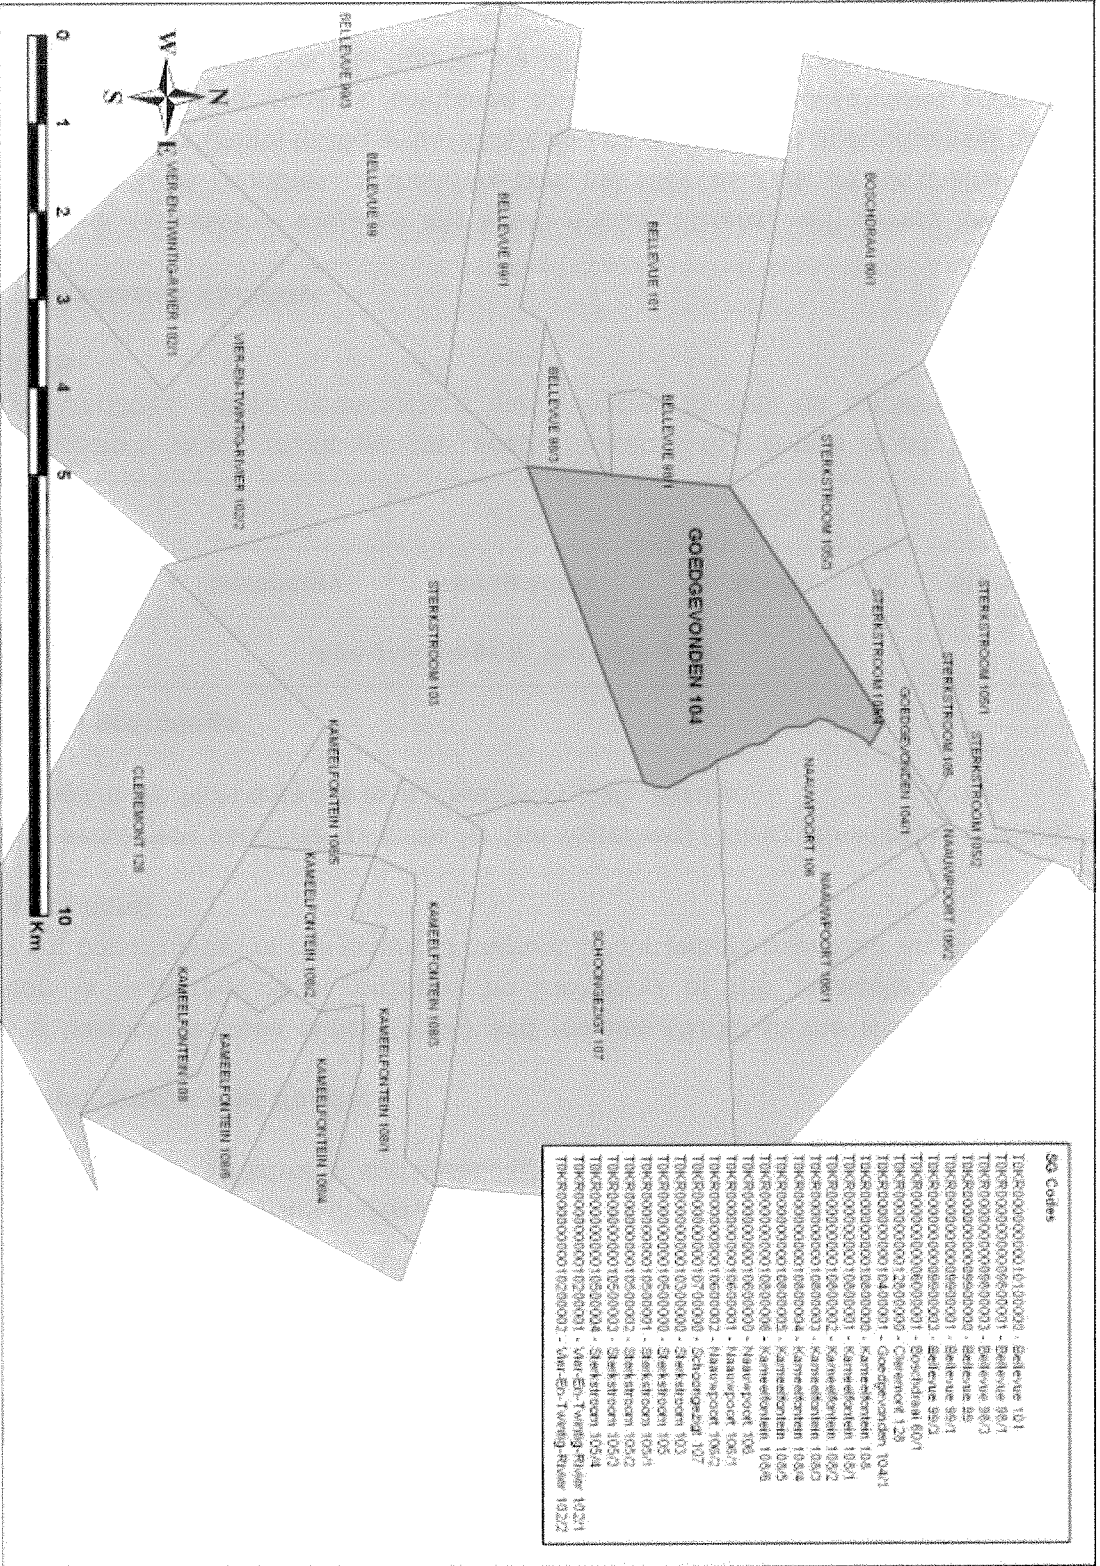 BELLEVUE 99/3
BELLEVUE 99
BELLEVUE 99/1
BELLEVUE 101
BOSCHDRAAI 60/1
BELLEVUE 98/3
BELLEVUE 98/1
STERKSTROOM 105/3
STERKSTROOM 105/1
STERKSTROOM 105
STERKSTROOM 105/2
STERKSTROOM 105/4
GOEDGEVONDEN 104/1
GOEDGEVONDEN 104
VIER-EN-TWINTIG-RIVIER 102/1
VIER-EN-TWINTIG-RIVIER 102/2
STERKSTROOM 103
NAAUWPOORT 106
NAAUWPOORT 106/1
NAAUWPOORT 106/2
SCHOONGEZIGT 107
KAMEELFONTEIN 108/5
KAMEELFONTEIN 108/2
KAMEELFONTEIN 108/3
KAMEELFONTEIN 108/1
KAMEELFONTEIN 108/4
KAMEELFONTEIN 108/6
KAMEELFONTEIN 108
CLEREMONT 128
N
W
E
S
0 1 2 3 4 5 10
Km
SG Codes
T0KR00000000010100000 - Bellevue 101
T0KR00000000009800001 - Bellevue 98/1
T0KR00000000009800003 - Bellevue 98/3
T0KR00000000009900000 - Bellevue 99
T0KR00000000009900001 - Bellevue 99/1
T0KR00000000009900003 - Bellevue 99/3
T0KR00000000006000001 - Boschdraai 60/1
T0KR00000000012800000 - Cleremont 128
T0KR00000000010400001 - Goedgevonden 104/1
T0KR00000000010800000 - Kameelfontein 108
T0KR00000000010800001 - Kameelfontein 108/1
T0KR00000000010800002 - Kameelfontein 108/2
T0KR00000000010800003 - Kameelfontein 108/3
T0KR00000000010800004 - Kameelfontein 108/4
T0KR00000000010800005 - Kameelfontein 108/5
T0KR00000000010800006 - Kameelfontein 108/6
T0KR00000000010600000 - Naauwpoort 106
T0KR00000000010600001 - Naauwpoort 106/1
T0KR00000000010600002 - Naauwpoort 106/2
T0KR00000000010700000 - Schoongezigt 107
T0KR00000000010300000 - Sterkstroom 103
T0KR00000000010500000 - Sterkstroom 105
T0KR00000000010500001 - Sterkstroom 105/1
T0KR00000000010500002 - Sterkstroom 105/2
T0KR00000000010500003 - Sterkstroom 105/3
T0KR00000000010500004 - Sterkstroom 105/4
T0KR00000000010200001 - Vier-En-Twintig-Rivier 102/1
T0KR00000000010200002 - Vier-En-Twintig-Rivier 102/2